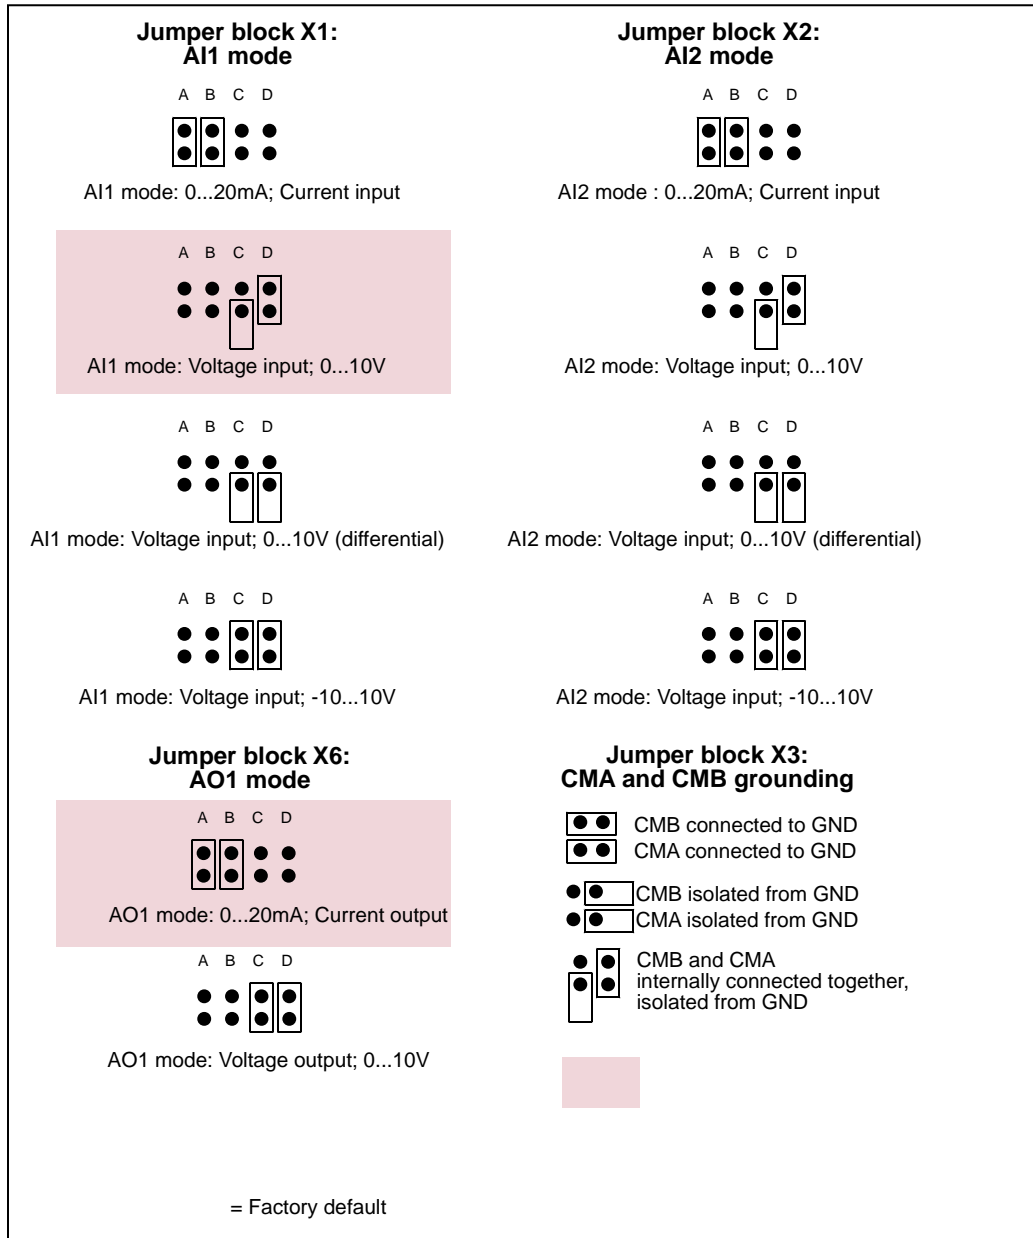 Jumper block X1:
AI1 mode
A B C D
AI1 mode: 0...20mA; Current input
A B C D
AI1 mode: Voltage input; 0...10V
A B C D
AI1 mode: Voltage input; 0...10V (differential)
A B C D
AI1 mode: Voltage input; -10...10V
Jumper block X2:
AI2 mode
A B C D
AI2 mode : 0...20mA; Current input
A B C D
AI2 mode: Voltage input; 0...10V
A B C D
AI2 mode: Voltage input; 0...10V (differential)
A B C D
AI2 mode: Voltage input; -10...10V
Jumper block X6:
AO1 mode
A B C D
AO1 mode: 0...20mA; Current output
A B C D
AO1 mode: Voltage output; 0...10V
Jumper block X3:
CMA and CMB grounding
CMB connected to GND
CMA connected to GND
CMB isolated from GND
CMA isolated from GND
CMB and CMA
internally connected together,
isolated from GND
= Factory default